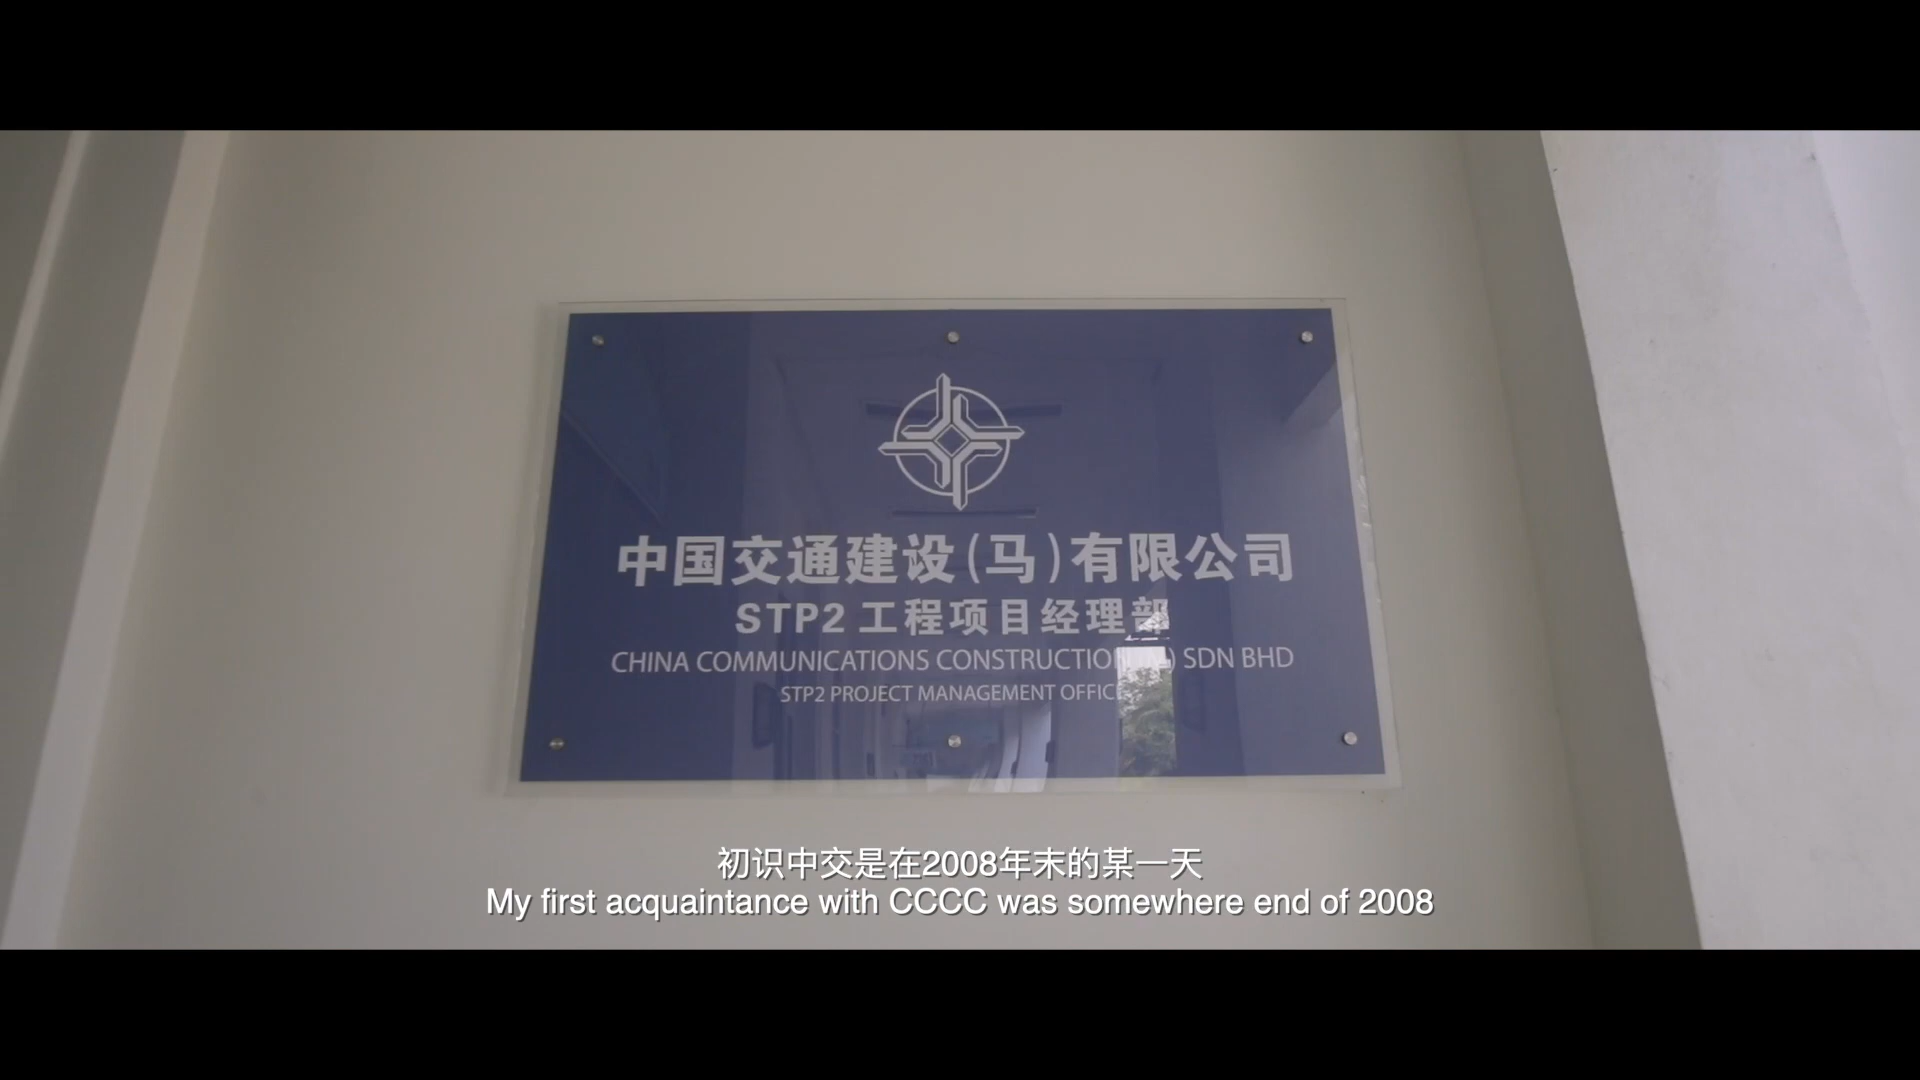 中国交通建设(马)有限公司
STP2 工程项目经理部
CHINA COMMUNICATIONS CONSTRUCTION SDN BHD
STP2 PROJECT MANAGEMENT OFFICE
初识中交是在2008年末的某一天
My first acquaintance with CCCC was somewhere end of 2008